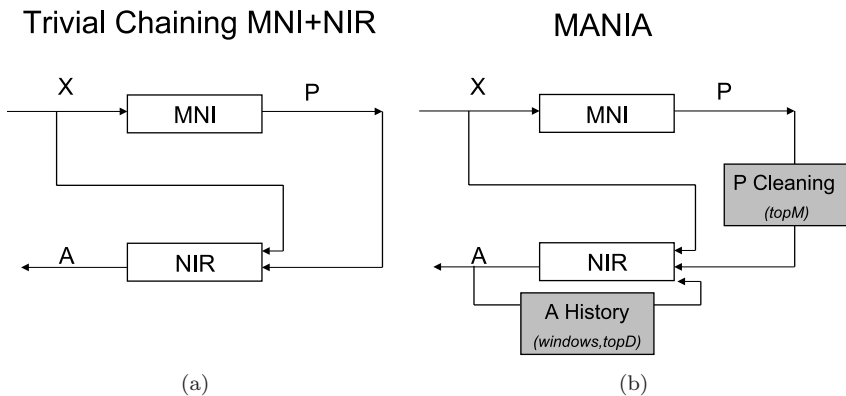 Trivial Chaining MNI+NIR
X
P
MNI
A
NIR
(a)
MANIA
X
P
MNI
P Cleaning
(topM)
A
NIR
A History
(windows,topD)
(b)